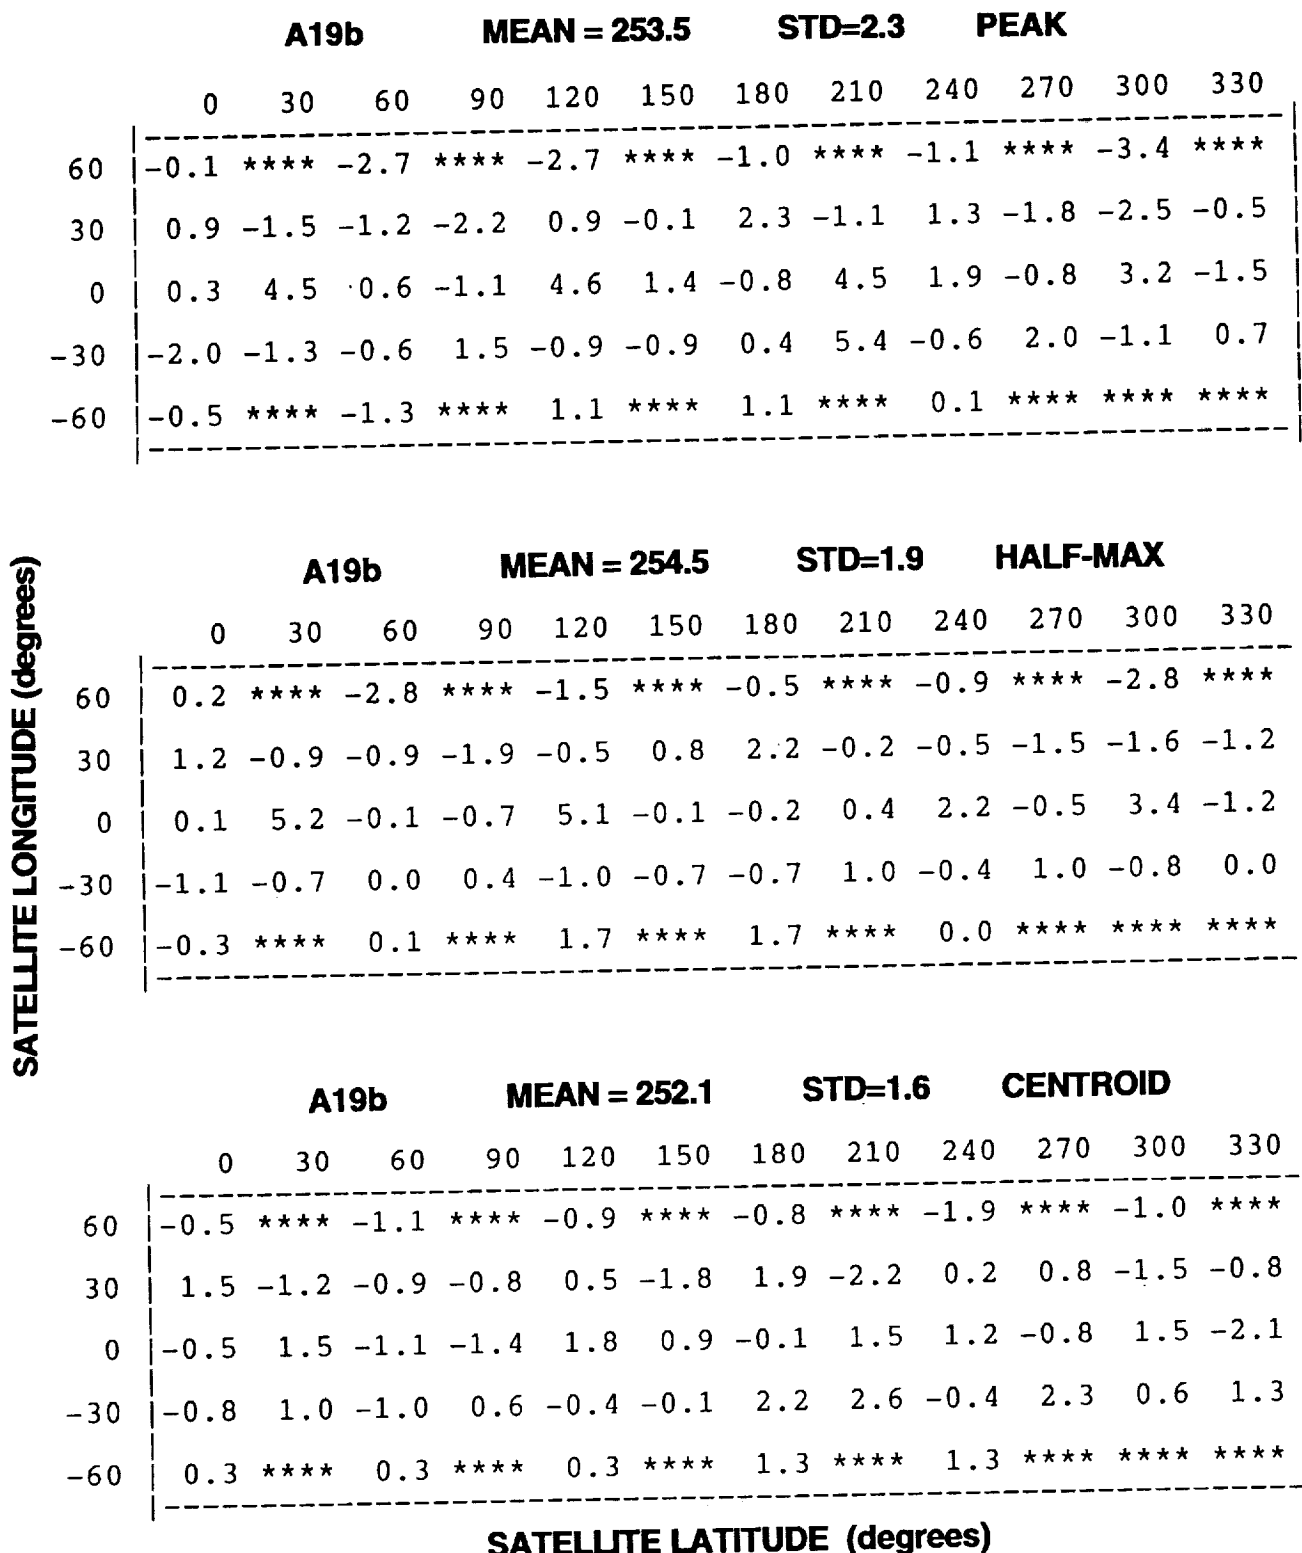 A19b MEAN = 253.5 STD=2.3 PEAK
0 30 60 90 120 150 180 210 240 270 300 330
60 -0.1 **** -2.7 **** -2.7 **** -1.0 **** -1.1 **** -3.4 ****
30 0.9 -1.5 -1.2 -2.2 0.9 -0.1 2.3 -1.1 1.3 -1.8 -2.5 -0.5
0 0.3 4.5 0.6 -1.1 4.6 1.4 -0.8 4.5 1.9 -0.8 3.2 -1.5
-30 -2.0 -1.3 -0.6 1.5 -0.9 -0.9 0.4 5.4 -0.6 2.0 -1.1 0.7
-60 -0.5 **** -1.3 **** 1.1 **** 1.1 **** 0.1 **** **** ****
SATELLITE LONGITUDE (degrees)
A19b MEAN = 254.5 STD=1.9 HALF-MAX
0 30 60 90 120 150 180 210 240 270 300 330
60 0.2 **** -2.8 **** -1.5 **** -0.5 **** -0.9 **** -2.8 ****
30 1.2 -0.9 -0.9 -1.9 -0.5 0.8 2.2 -0.2 -0.5 -1.5 -1.6 -1.2
0 0.1 5.2 -0.1 -0.7 5.1 -0.1 -0.2 0.4 2.2 -0.5 3.4 -1.2
-30 -1.1 -0.7 0.0 0.4 -1.0 -0.7 -0.7 1.0 -0.4 1.0 -0.8 0.0
-60 -0.3 **** 0.1 **** 1.7 **** 1.7 **** 0.0 **** **** ****
A19b MEAN = 252.1 STD=1.6 CENTROID
0 30 60 90 120 150 180 210 240 270 300 330
60 -0.5 **** -1.1 **** -0.9 **** -0.8 **** -1.9 **** -1.0 ****
30 1.5 -1.2 -0.9 -0.8 0.5 -1.8 1.9 -2.2 0.2 0.8 -1.5 -0.8
0 -0.5 1.5 -1.1 -1.4 1.8 0.9 -0.1 1.5 1.2 -0.8 1.5 -2.1
-30 -0.8 1.0 -1.0 0.6 -0.4 -0.1 2.2 2.6 -0.4 2.3 0.6 1.3
-60 0.3 **** 0.3 **** 0.3 **** 1.3 **** 1.3 **** **** ****
SATELLITE LATITUDE (degrees)